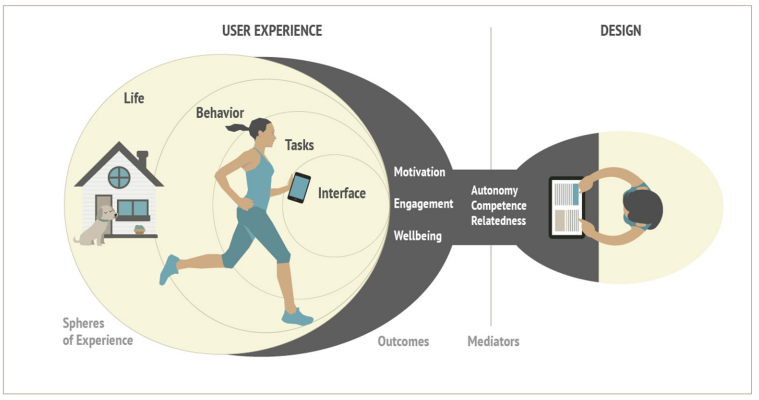 USER EXPERIENCE
DESIGN
Life
Behavior
Tasks
Interface
Motivation
Engagement
Wellbeing
Autonomy
Competence
Relatedness
Spheres
of Experience
Outcomes
Mediators